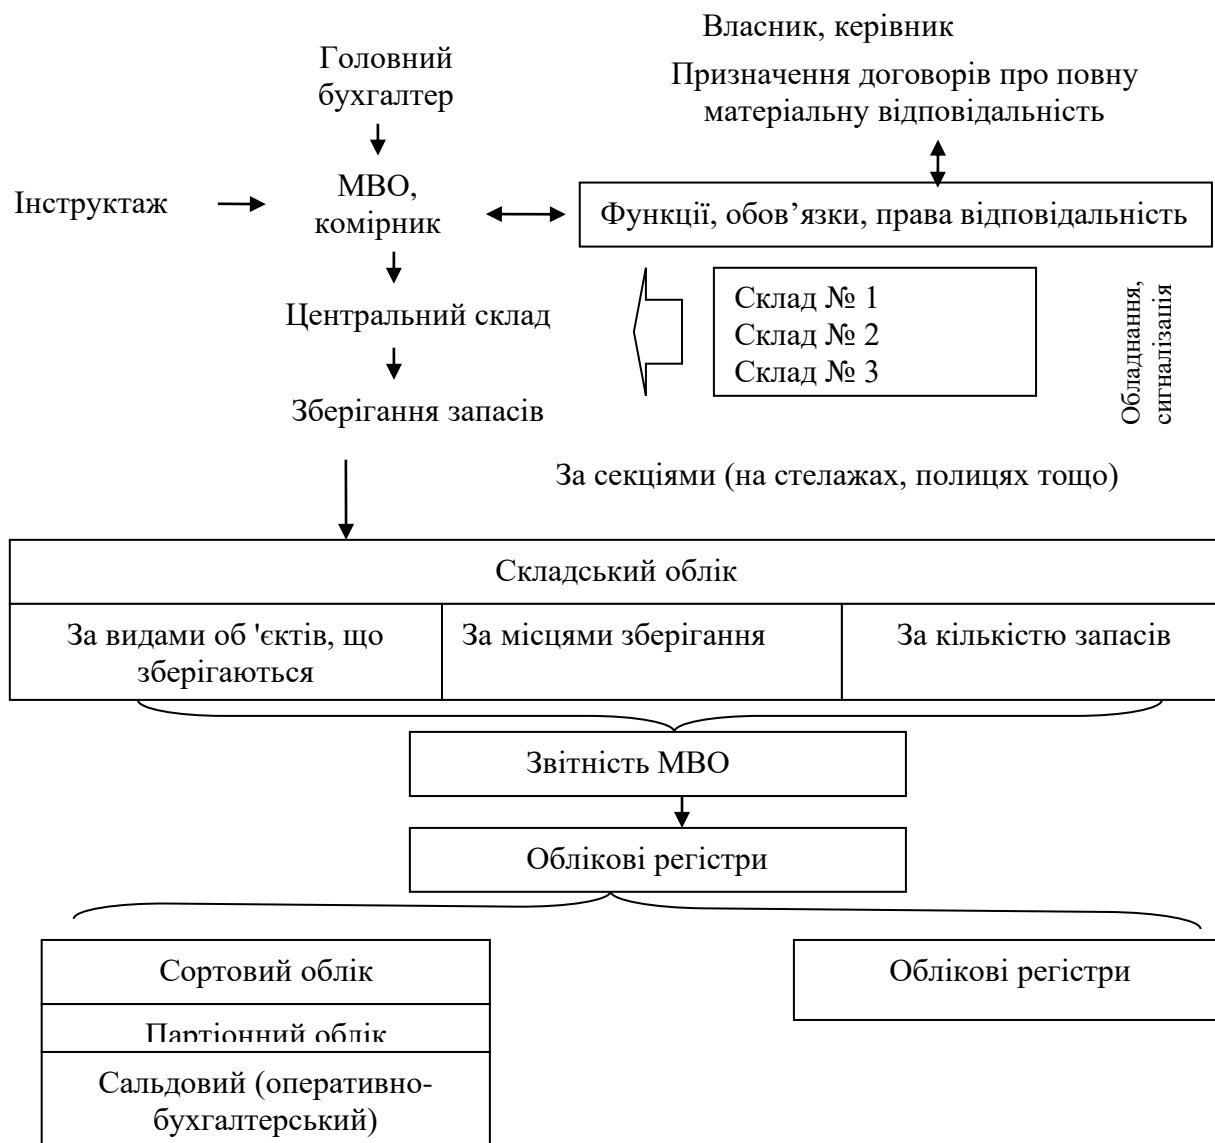 Власник, керівник
Головний
бухгалтер
Призначення договорів про повну
матеріальну відповідальність
Інструктаж
МВО,
комірник
Функції, обов’язки, права відповідальність
Центральний склад
Склад № 1
Склад № 2
Склад № 3
Обладнання,
сигналізація
Зберігання запасів
За секціями (на стелажах, полицях тощо)
Складський облік
За видами об 'єктів, що
зберігаються
За місцями зберігання
За кількістю запасів
Звітність МВО
Облікові регістри
Сортовий облік
Партіонний облік
Сальдовий (оперативно-
бухгалтерський)
Облікові регістри